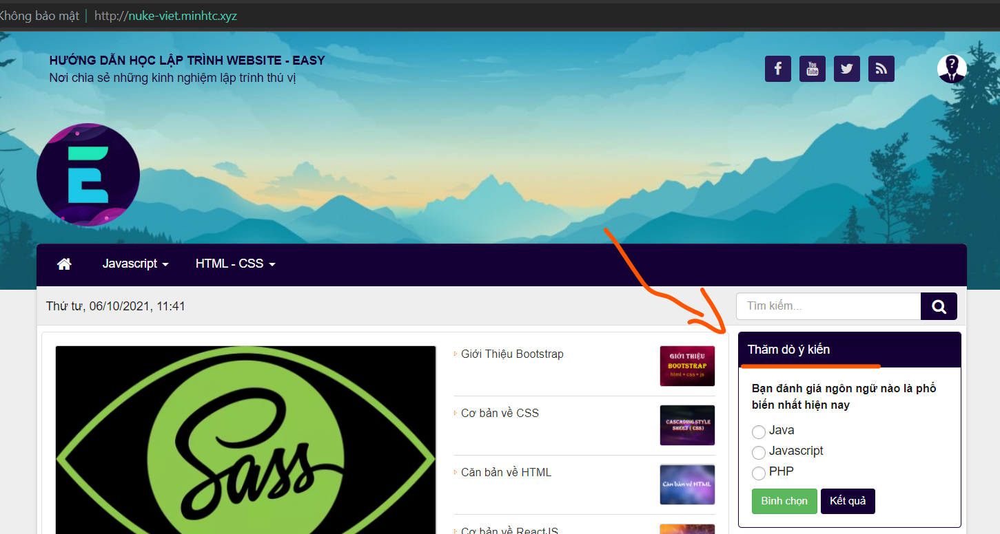 Không bảo mật | http://nuke-viet.minhtc.xyz
HƯỚNG DẪN HỌC LẬP TRÌNH WEBSITE - EASY
Nơi chia sẻ những kinh nghiệm lập trình thú vị
You
Tube
?
E
Javascript
HTML - CSS
Thứ tư, 06/10/2021, 11:41
Tìm kiếm...
Sass
Giới Thiệu Bootstrap
GIỚI THIỆU
BOOTSTRAP
html + css + js
Cơ bản về CSS
CASCADING STYLE
SHEET ( CSS)
Căn bản về HTML
Căn bản về HTML
Cơ bản về ReactJS
Thăm dò ý kiến
Bạn đánh giá ngôn ngữ nào là phổ
biến nhất hiện nay
Java
Javascript
PHP
Bình chọn
Kết quả